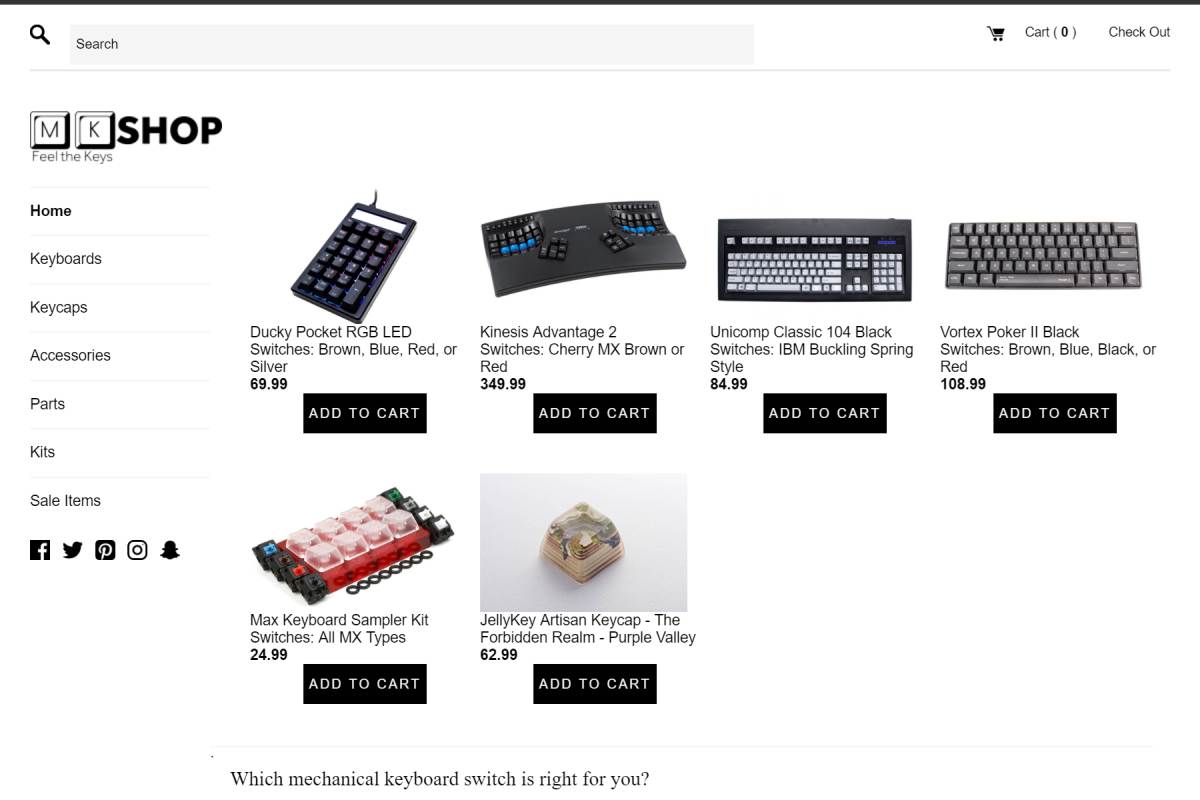 Search
Cart ( 0 )
Check Out
M K SHOP
Feel the Keys
Home
Keyboards
Keycaps
Accessories
Parts
Kits
Sale Items
Ducky Pocket RGB LED
Switches: Brown, Blue, Red, or
Silver
69.99
ADD TO CART
Kinesis Advantage 2
Switches: Cherry MX Brown or
Red
349.99
ADD TO CART
Unicomp Classic 104 Black
Switches: IBM Buckling Spring
Style
84.99
ADD TO CART
Vortex Poker II Black
Switches: Brown, Blue, Black, or
Red
108.99
ADD TO CART
Max Keyboard Sampler Kit
Switches: All MX Types
24.99
ADD TO CART
JellyKey Artisan Keycap - The
Forbidden Realm - Purple Valley
62.99
ADD TO CART
Which mechanical keyboard switch is right for you?